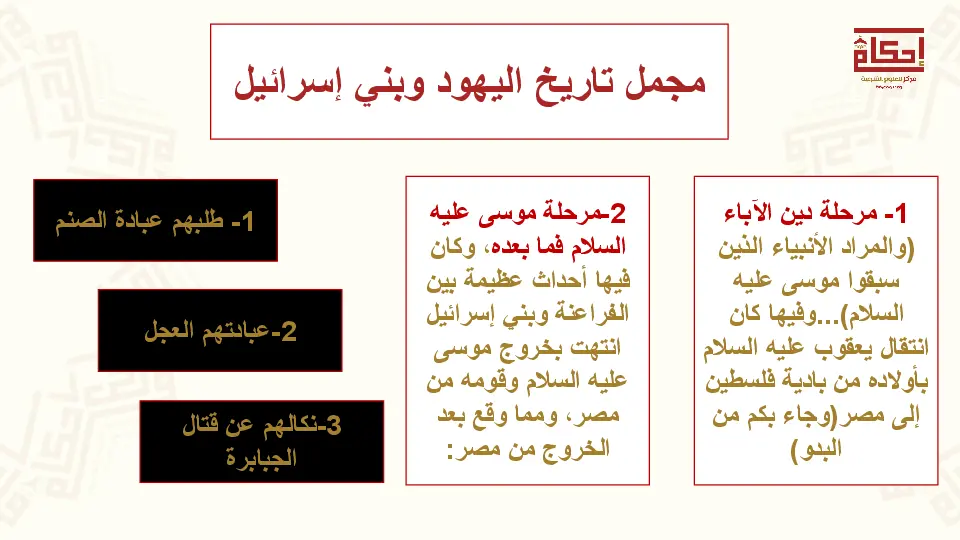 إحكام
مركز للعلوم الشرعية
مجمل تاريخ اليهود وبني إسرائيل
1- مرحلة دين الآباء
(والمراد الأنبياء الذين
سبقوا موسى عليه
السلام)...وفيها كان
انتقال يعقوب عليه السلام
بأولاده من بادية فلسطين
إلى مصر(وجاء بكم من
البدو)
2-مرحلة موسى عليه
السلام فما بعده، وكان
فيها أحداث عظيمة بين
الفراعنة وبني إسرائيل
انتهت بخروج موسى
عليه السلام وقومه من
مصر، ومما وقع بعد
الخروج من مصر:
1- طلبهم عبادة الصنم
2-عبادتهم العجل
3-نكالهم عن قتال
الجبابرة